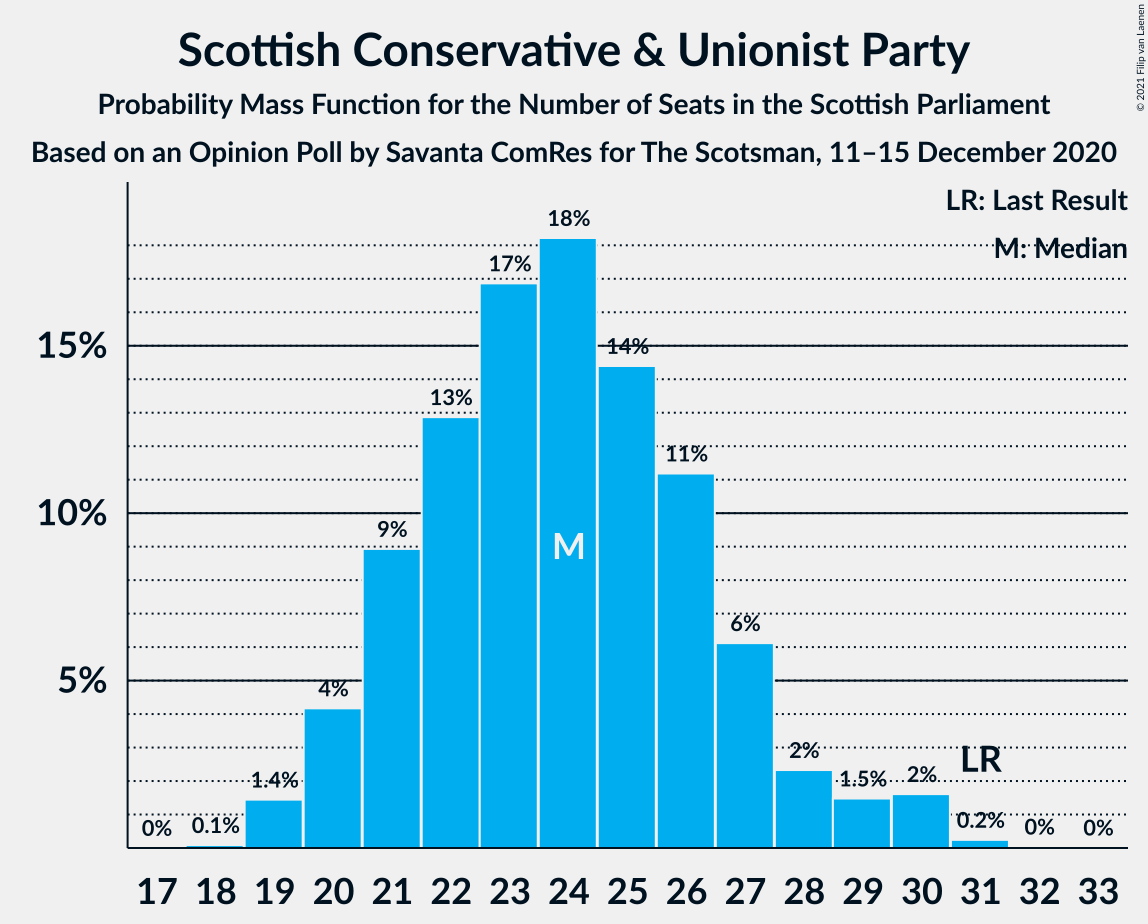 Scottish Conservative & Unionist Party
Probability Mass Function for the Number of Seats in the Scottish Parliament
Based on an Opinion Poll by Savanta ComRes for The Scotsman, 11–15 December 2020
© 2021 Filip van Laenen
LR: Last Result
M: Median
15%
10%
5%
0%
0.1%
1.4%
4%
9%
13%
17%
18%
14%
11%
6%
2%
1.5%
2%
0.2%
0%
0%
M
LR
17 18 19 20 21 22 23 24 25 26 27 28 29 30 31 32 33